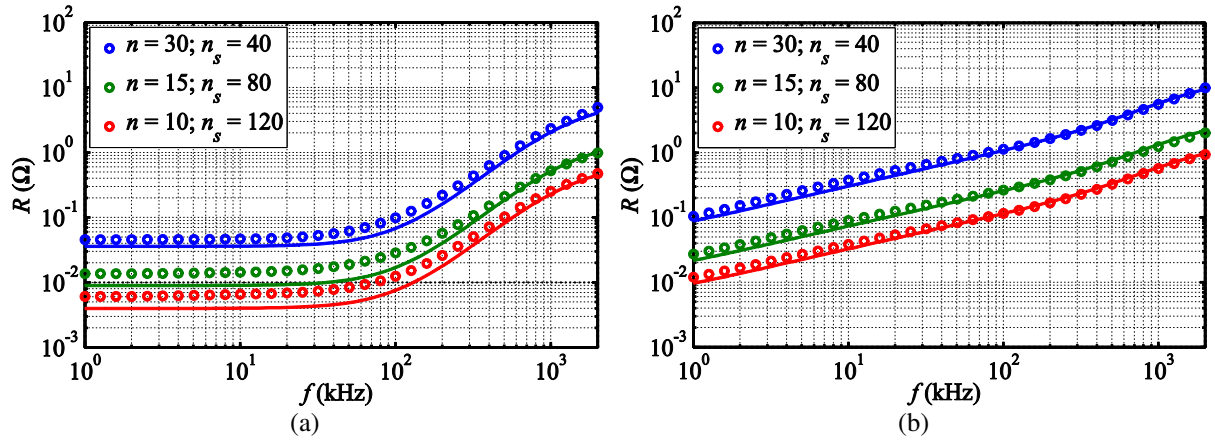 n = 30; n_s = 40
n = 15; n_s = 80
n = 10; n_s = 120
10^2
10^1
10^0
10^-1
10^-2
10^-3
R (Ω)
10^0 10^1 10^2 10^3
f (kHz)
(a)
n = 30; n_s = 40
n = 15; n_s = 80
n = 10; n_s = 120
10^2
10^1
10^0
10^-1
10^-2
10^-3
R (Ω)
10^0 10^1 10^2 10^3
f (kHz)
(b)